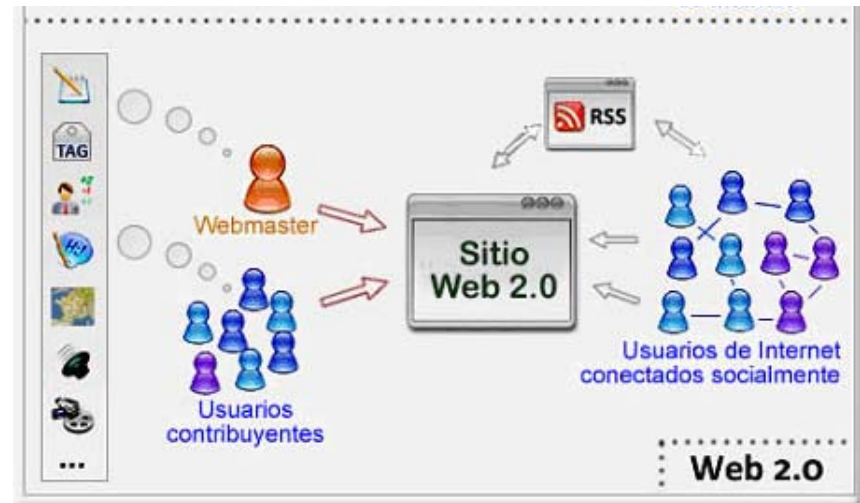 TAG
RSS
Webmaster
Sitio
Web 2.0
Usuarios
contribuyentes
Usuarios de Internet
conectados socialmente
...
Web 2.0